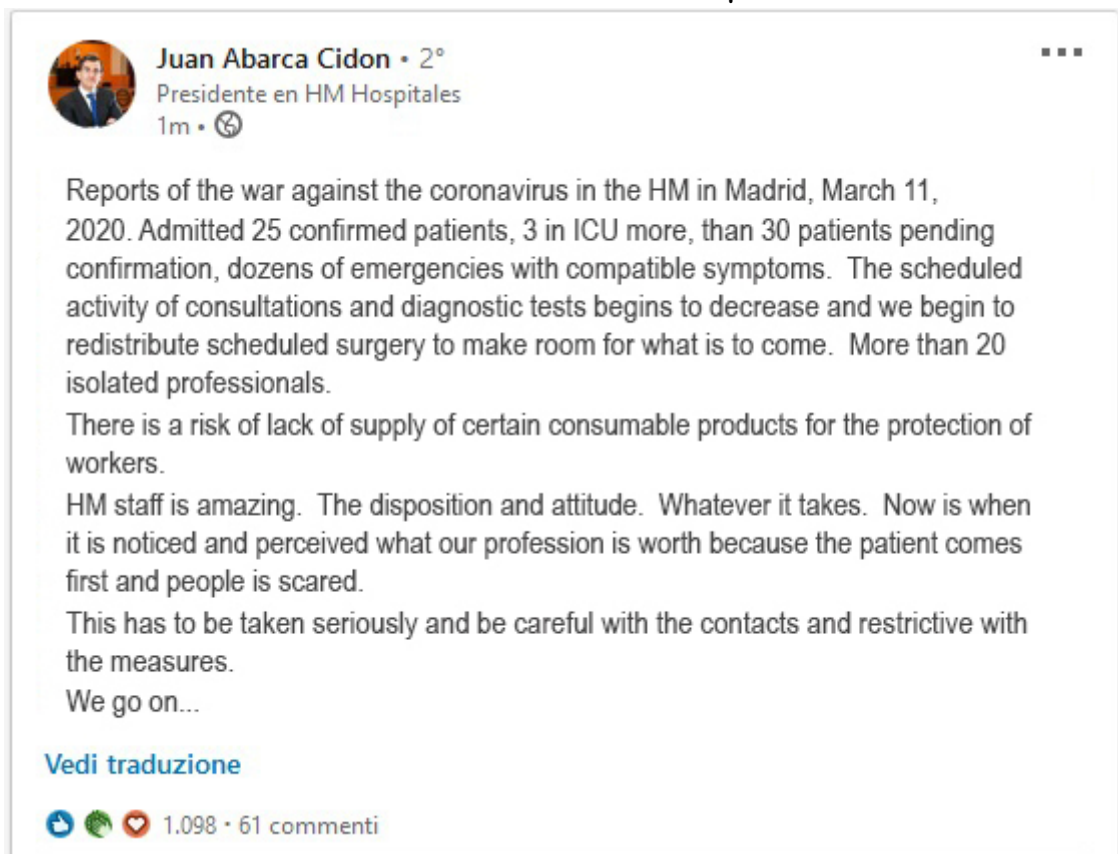 Juan Abarca Cidon • 2°
Presidente en HM Hospitales
1m •
Reports of the war against the coronavirus in the HM in Madrid, March 11,
2020. Admitted 25 confirmed patients, 3 in ICU more, than 30 patients pending
confirmation, dozens of emergencies with compatible symptoms.  The scheduled
activity of consultations and diagnostic tests begins to decrease and we begin to
redistribute scheduled surgery to make room for what is to come.  More than 20
isolated professionals.
There is a risk of lack of supply of certain consumable products for the protection of
workers.
HM staff is amazing.  The disposition and attitude.  Whatever it takes.  Now is when
it is noticed and perceived what our profession is worth because the patient comes
first and people is scared.
This has to be taken seriously and be careful with the contacts and restrictive with
the measures.
We go on...
Vedi traduzione
1.098 · 61 commenti